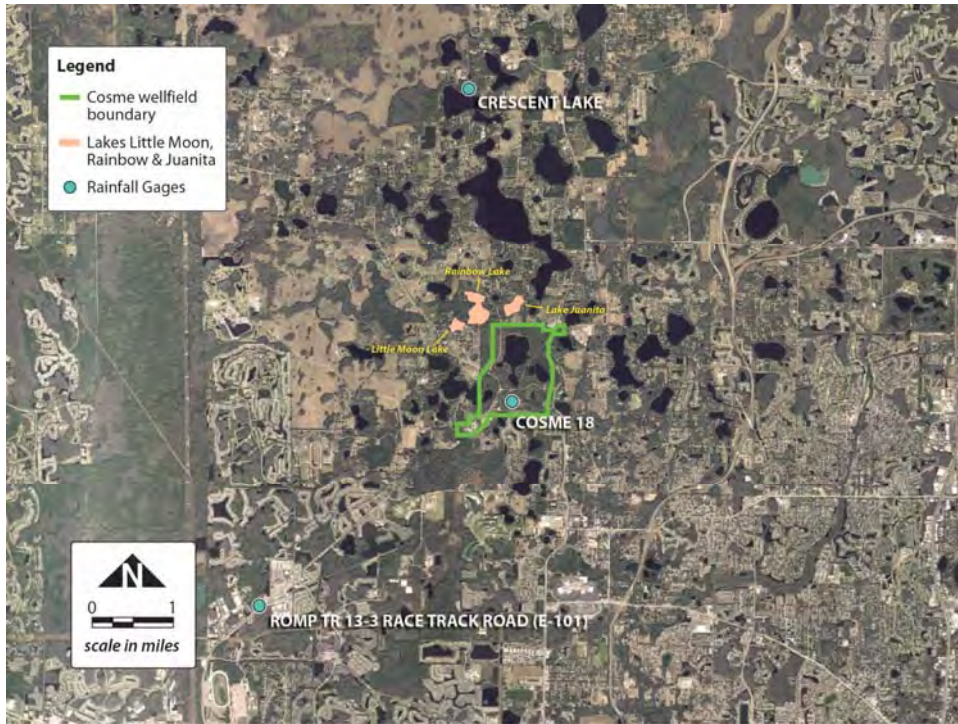 Legend
Cosme wellfield
boundary
Lakes Little Moon,
Rainbow & Juanita
Rainfall Gages
CRESCENT LAKE
Rainbow Lake
Lake Juanita
Little Moon Lake
COSME 18
N
0 1
scale in miles
ROMP TR 13-3 RACE TRACK ROAD (E-101)